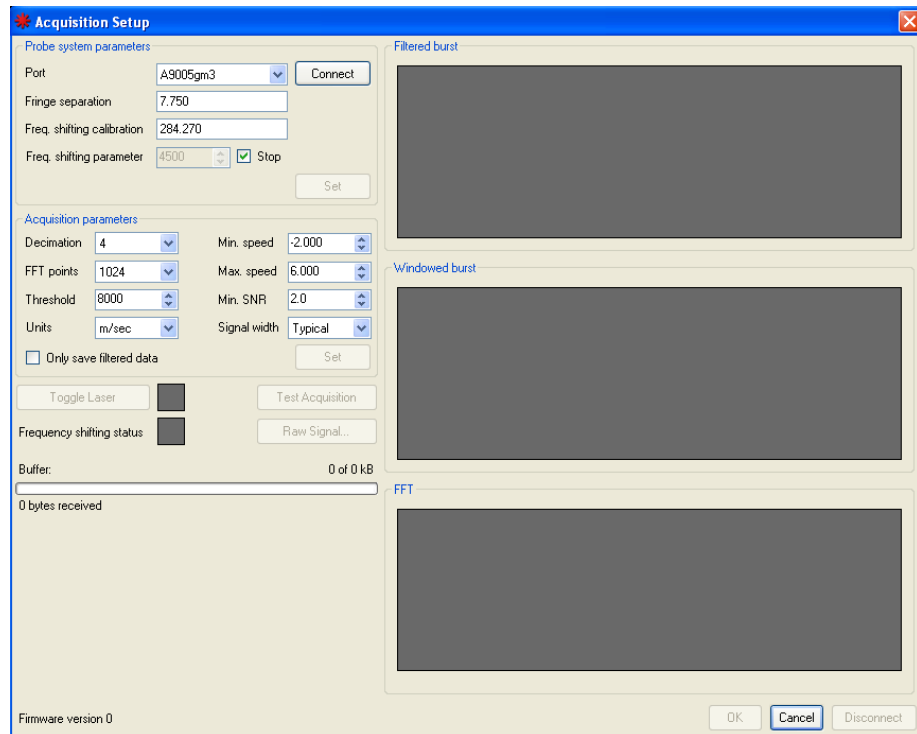 Acquisition Setup
Probe system parameters
Port A9005gm3 Connect
Fringe separation 7.750
Freq. shifting calibration 284.270
Freq. shifting parameter 4500 Stop
Set
Acquisition parameters
Decimation 4 Min. speed -2.000
FFT points 1024 Max. speed 6.000
Threshold 8000 Min. SNR 2.0
Units m/sec Signal width Typical
Only save filtered data Set
Toggle Laser Test Acquisition
Frequency shifting status Raw Signal...
Buffer: 0 of 0 kB
0 bytes received
Filtered burst
Windowed burst
FFT
Firmware version 0
OK Cancel Disconnect